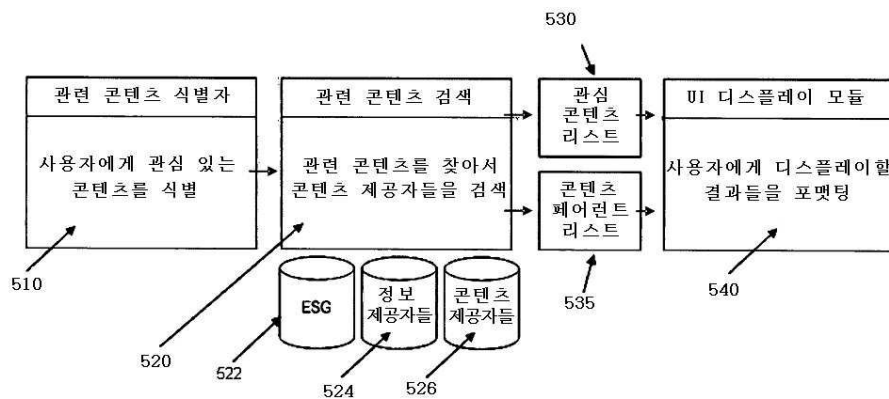 530
관련 콘텐츠 식별자
사용자에게 관심 있는
콘텐츠를 식별
관련 콘텐츠 검색
관련 콘텐츠를 찾아서
콘텐츠 제공자들을 검색
관심
콘텐츠
리스트
콘텐츠
페어런트
리스트
UI 디스플레이 모듈
사용자에게 디스플레이할
결과들을 포맷팅
510
520
522
ESG
524
정보
제공자들
526
콘텐츠
제공자들
535
540